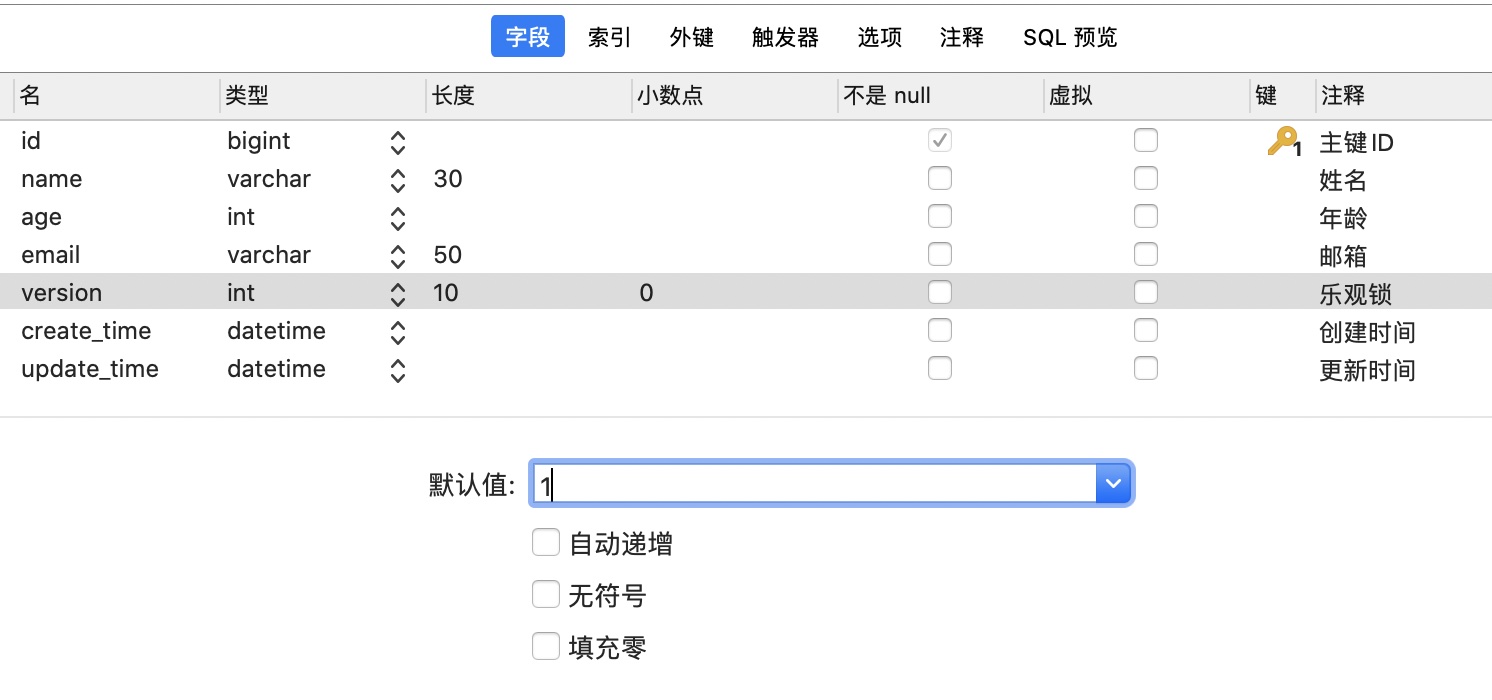 字段 索引 外键 触发器 选项 注释 SQL 预览
名 类型 长度 小数点 不是 null 虚拟 键 注释
id bigint 1 主键ID
name varchar 30 姓名
age int 年龄
email varchar 50 邮箱
version int 10 0 乐观锁
create_time datetime 创建时间
update_time datetime 更新时间
默认值: 1
自动递增
无符号
填充零